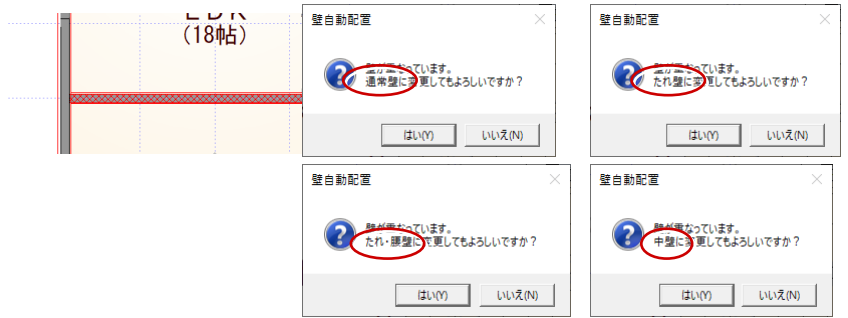 LDK
(18帖)
壁自動配置
壁が重なっています。
通常壁に変更してもよろしいですか？
はい(Y)
いいえ(N)
壁自動配置
壁が重なっています。
たれ壁に変更してもよろしいですか？
はい(Y)
いいえ(N)
壁自動配置
壁が重なっています。
たれ・腰壁に変更してもよろしいですか？
はい(Y)
いいえ(N)
壁自動配置
壁が重なっています。
中壁に変更してもよろしいですか？
はい(Y)
いいえ(N)